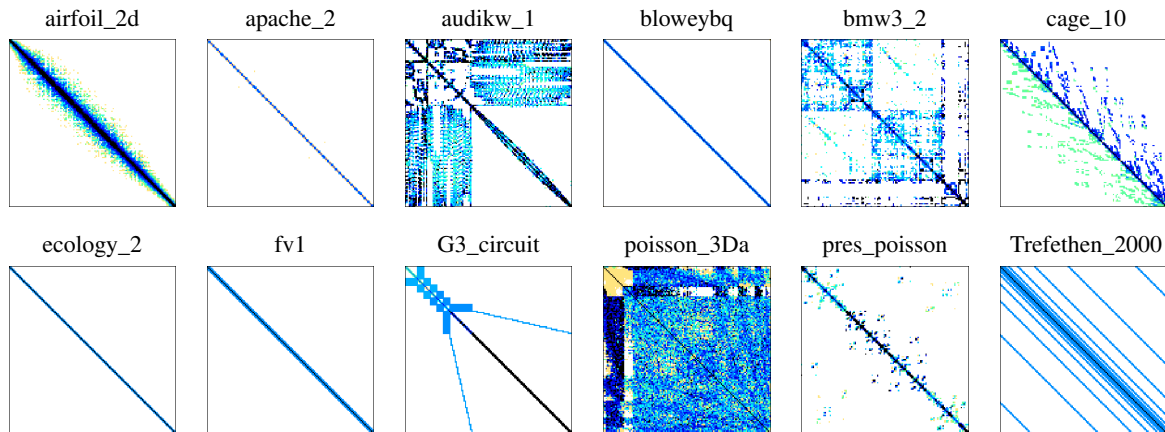 airfoil_2d apache_2 audikw_1 bloweybq bmw3_2 cage_10
ecology_2 fv1 G3_circuit poisson_3Da pres_poisson Trefethen_2000